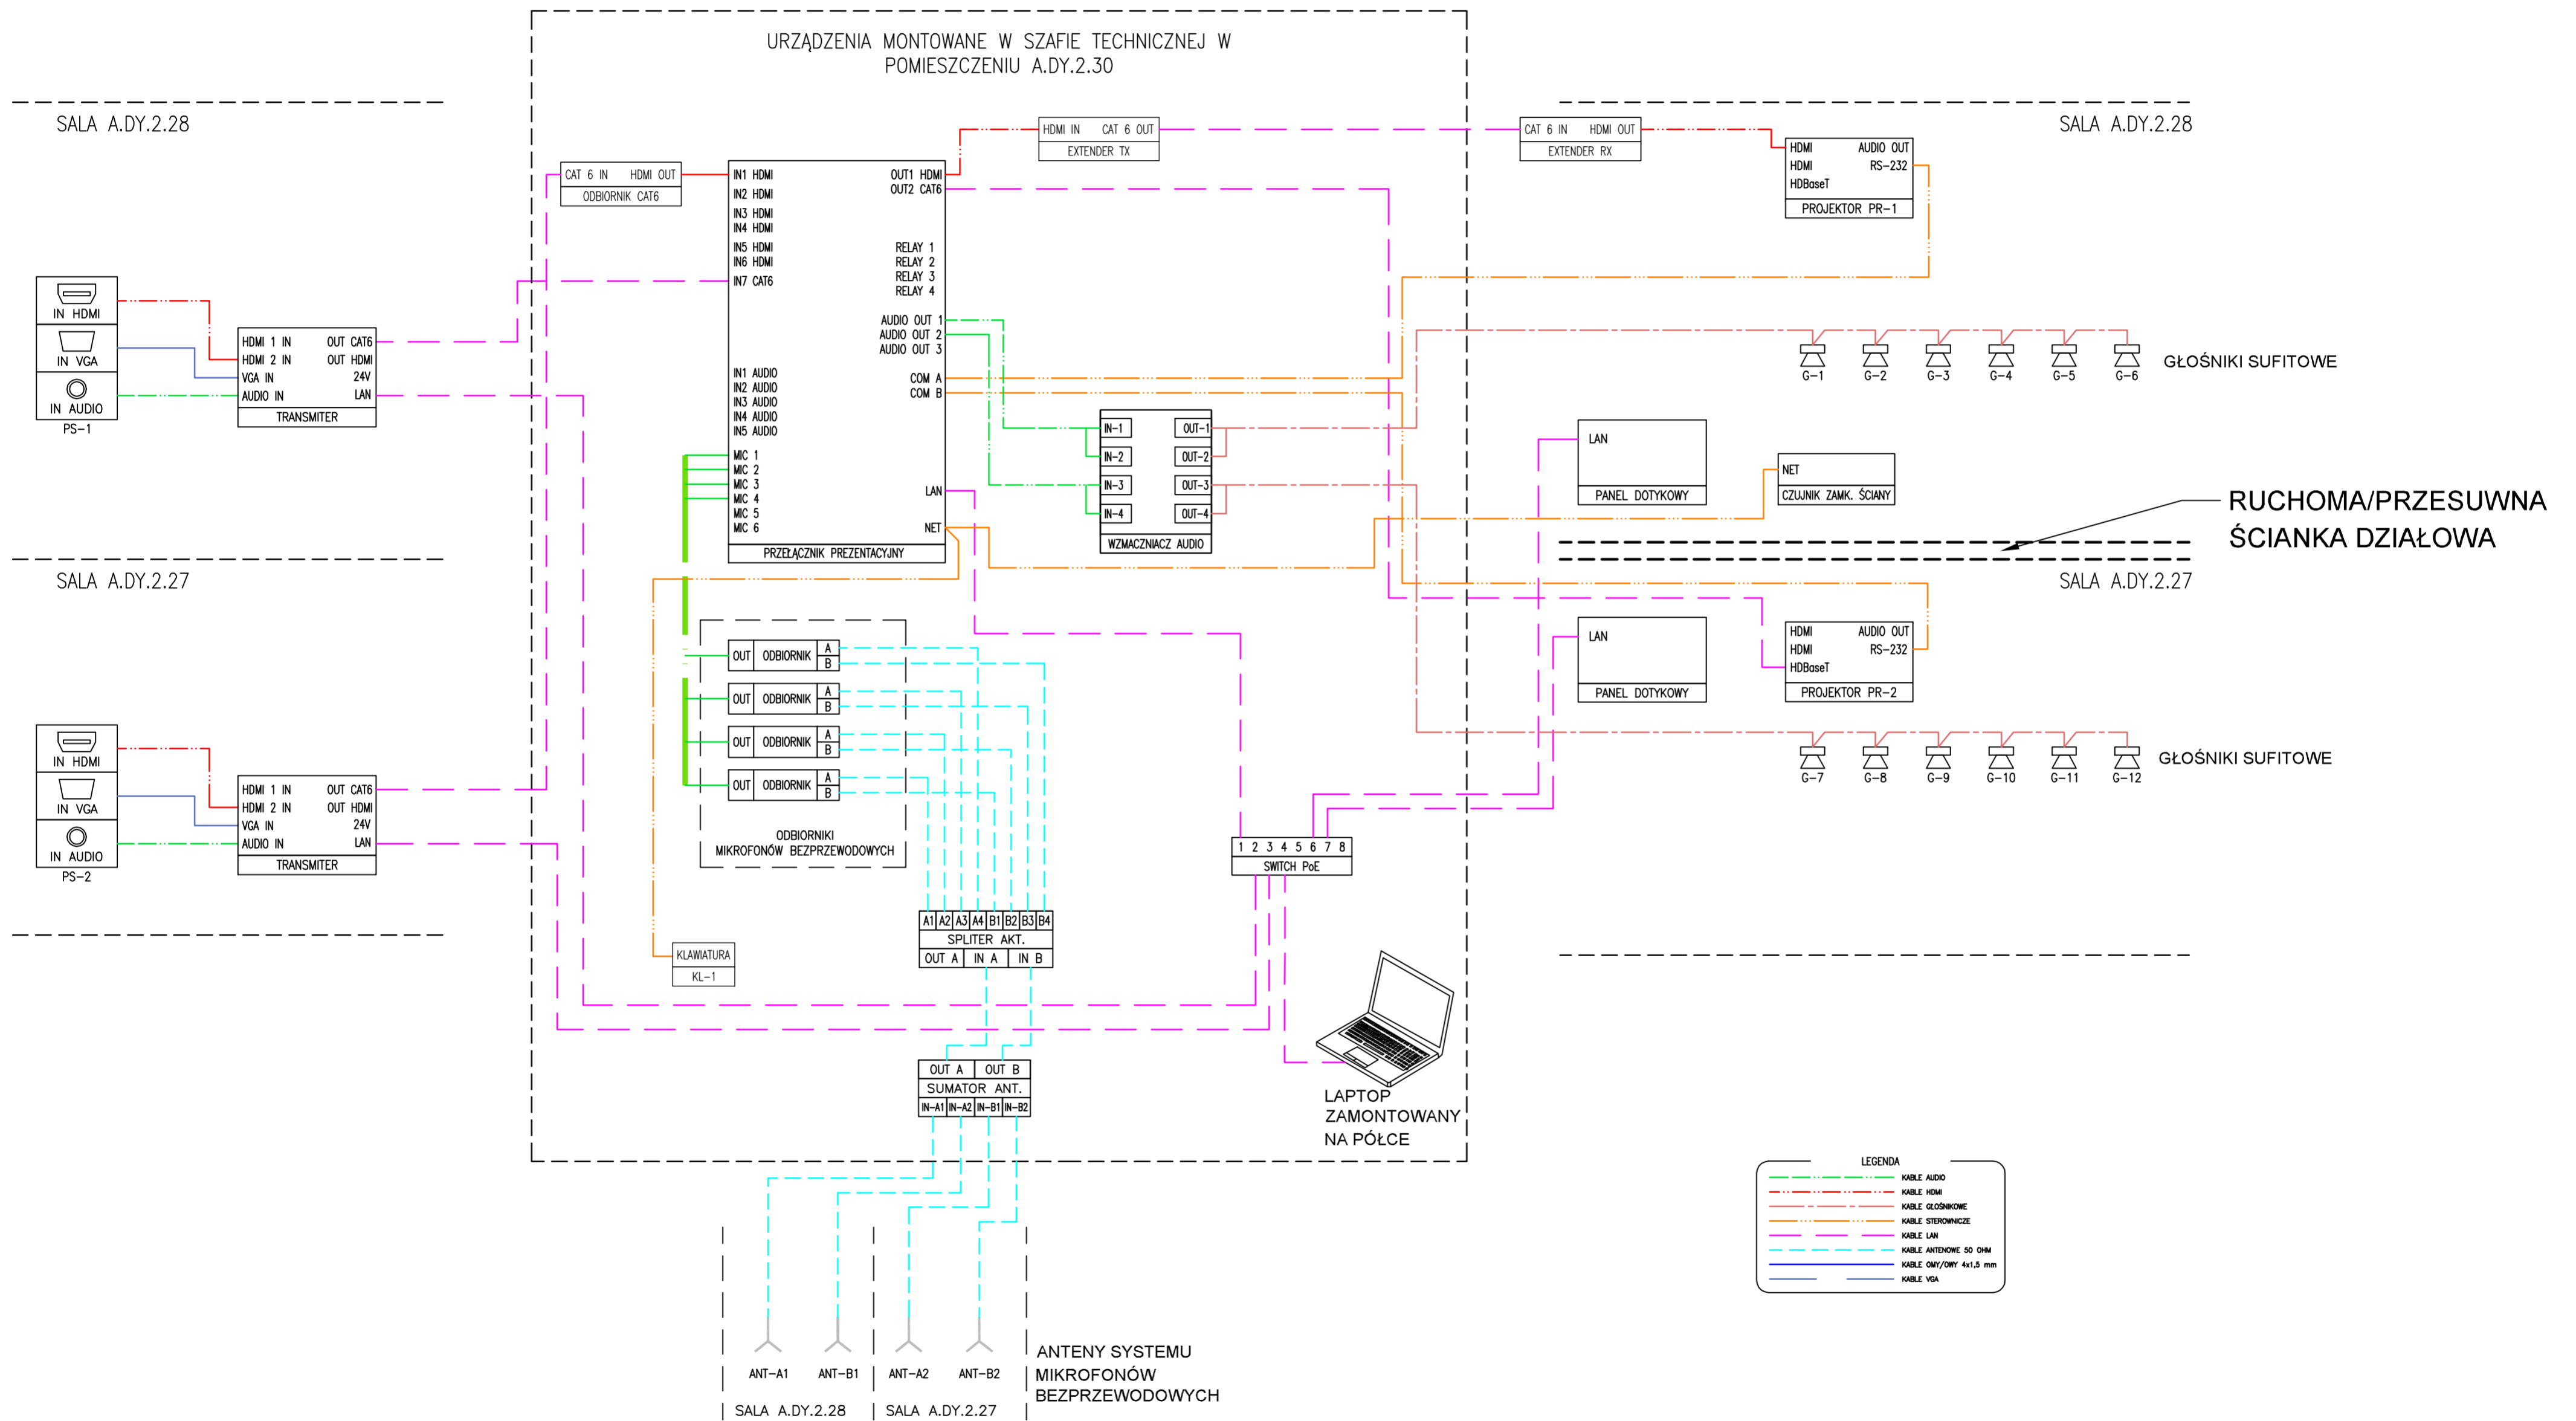 URZĄDZENIA MONTOWANE W SZAFIE TECHNICZNEJ W
POMIESZCZENIU A.DY.2.30
SALA A.DY.2.28
IN HDMI
IN VGA
IN AUDIO
PS-1
HDMI 1 IN OUT CAT6
HDMI 2 IN OUT HDMI
VGA IN 24V
AUDIO IN LAN
TRANSMITER
SALA A.DY.2.27
IN HDMI
IN VGA
IN AUDIO
PS-2
HDMI 1 IN OUT CAT6
HDMI 2 IN OUT HDMI
VGA IN 24V
AUDIO IN LAN
TRANSMITER
CAT 6 IN HDMI OUT
ODBIORNIK CAT6
IN1 HDMI OUT1 HDMI
IN2 HDMI OUT2 CAT6
IN3 HDMI
IN4 HDMI
IN5 HDMI RELAY 1
IN6 HDMI RELAY 2
IN7 CAT6 RELAY 3
RELAY 4
AUDIO OUT 1
AUDIO OUT 2
AUDIO OUT 3
IN1 AUDIO COM A
IN2 AUDIO COM B
IN3 AUDIO
IN4 AUDIO
IN5 AUDIO
MIC 1
MIC 2
MIC 3
MIC 4 LAN
MIC 5
MIC 6 NET
PRZEŁĄCZNIK PREZENTACYJNY
HDMI IN CAT 6 OUT
EXTENDER TX
IN-1 OUT-1
IN-2 OUT-2
IN-3 OUT-3
IN-4 OUT-4
WZMACZNIACZ AUDIO
OUT ODBIORNIK A
B
OUT ODBIORNIK A
B
OUT ODBIORNIK A
B
OUT ODBIORNIK A
B
ODBIORNIKI
MIKROFONÓW BEZPRZEWODOWYCH
KLAWIATURA
KL-1
A1 A2 A3 A4 B1 B2 B3 B4
SPLITER AKT.
OUT A IN A IN B
OUT A OUT B
SUMATOR ANT.
IN-A1 IN-A2 IN-B1 IN-B2
1 2 3 4 5 6 7 8
SWITCH PoE
LAPTOP
ZAMONTOWANY
NA PÓŁCE
SALA A.DY.2.28
CAT 6 IN HDMI OUT
EXTENDER RX
HDMI AUDIO OUT
HDMI RS-232
HDBaseT
PROJEKTOR PR-1
G-1 G-2 G-3 G-4 G-5 G-6
GŁOŚNIKI SUFITOWE
LAN
PANEL DOTYKOWY
NET
CZUJNIK ZAMK. ŚCIANY
RUCHOMA/PRZESUWNA
ŚCIANKA DZIAŁOWA
SALA A.DY.2.27
LAN
PANEL DOTYKOWY
HDMI AUDIO OUT
HDMI RS-232
HDBaseT
PROJEKTOR PR-2
G-7 G-8 G-9 G-10 G-11 G-12
GŁOŚNIKI SUFITOWE
LEGENDA
KABLE AUDIO
KABLE HDMI
KABLE GŁOŚNIKOWE
KABLE STEROWNICZE
KABLE LAN
KABLE ANTENOWE 50 OHM
KABLE OMY/OWY 4x1,5 mm
KABLE VGA
ANT-A1 ANT-B1 ANT-A2 ANT-B2
SALA A.DY.2.28 SALA A.DY.2.27
ANTENY SYSTEMU
MIKROFONÓW
BEZPRZEWODOWYCH